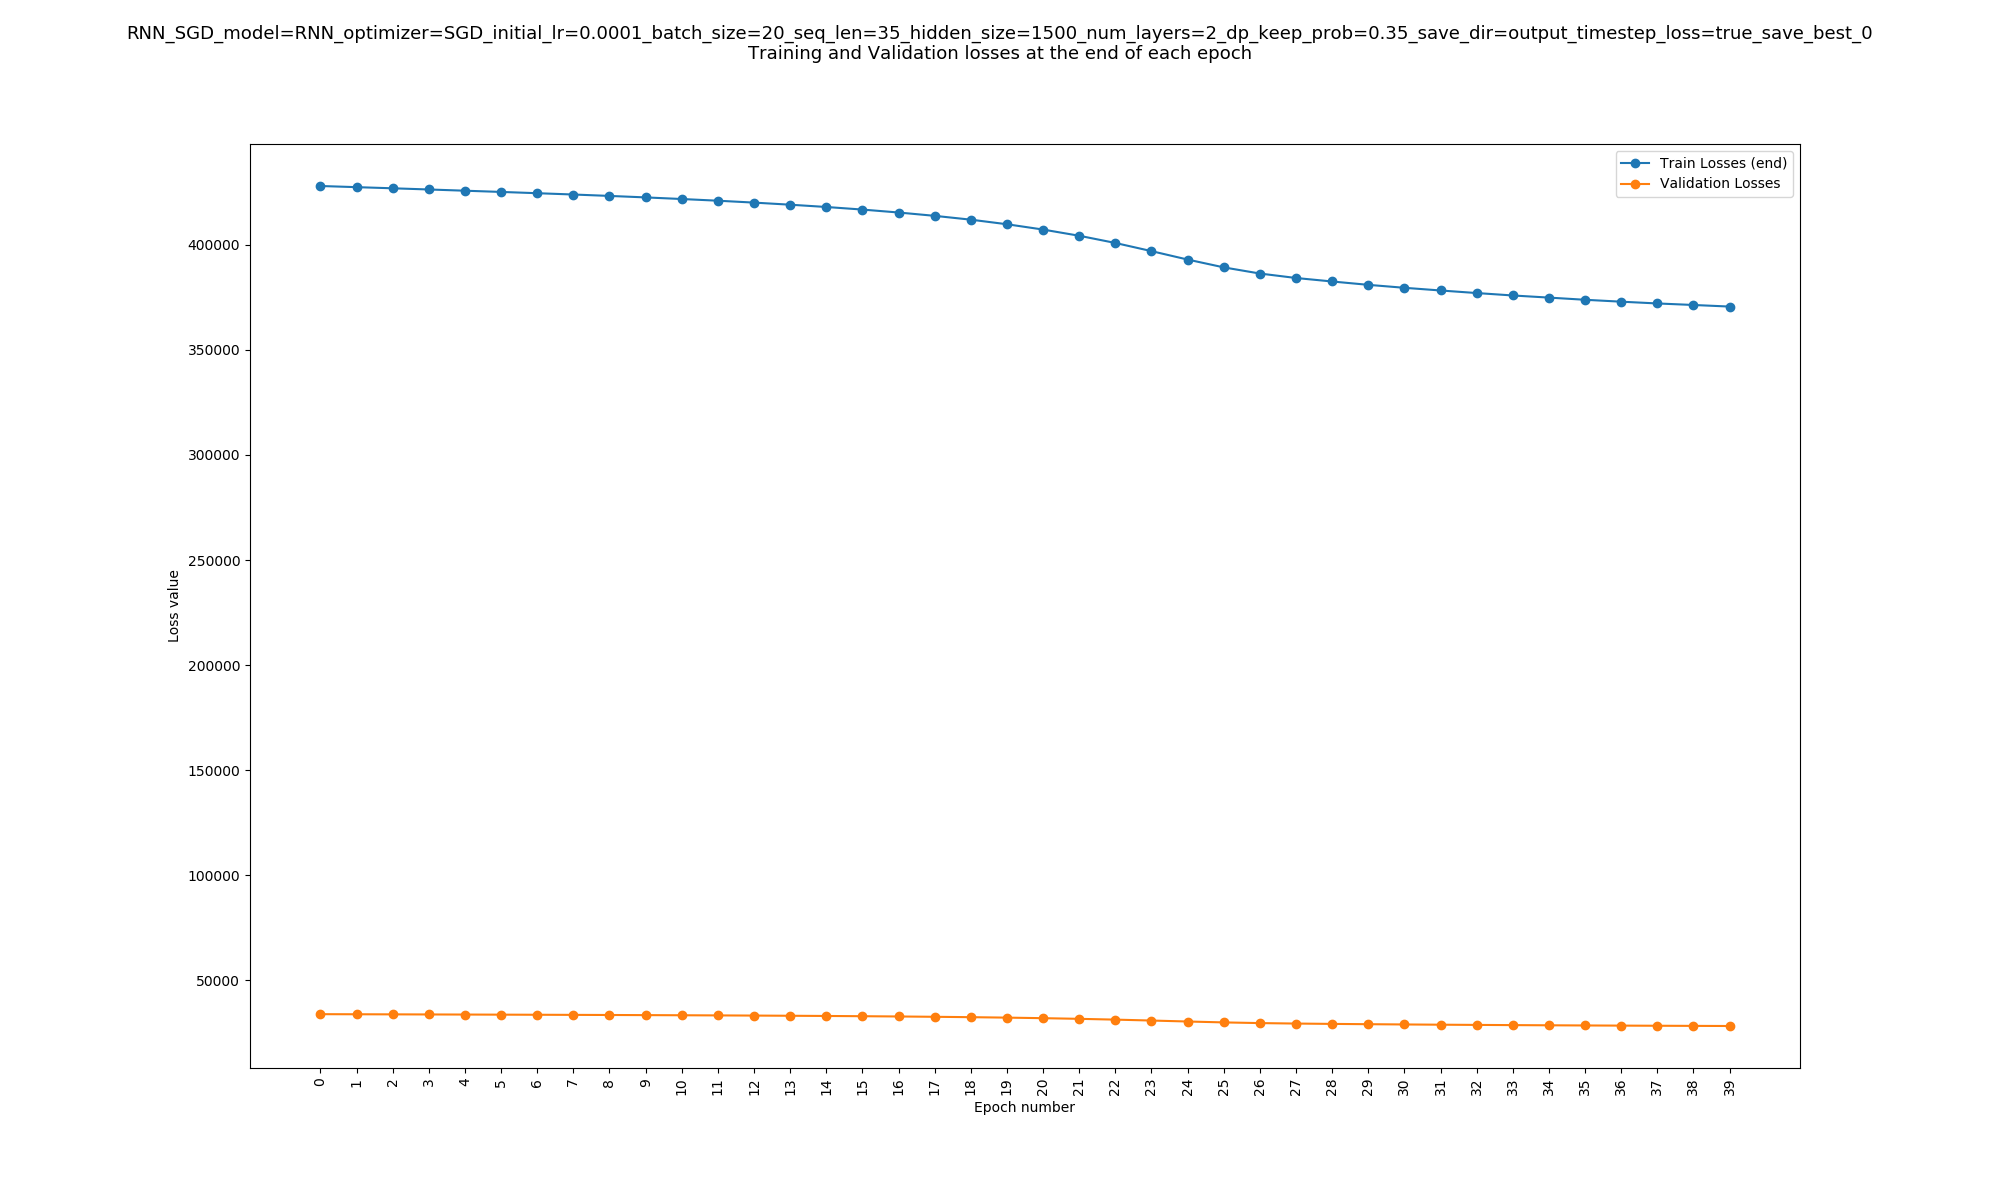 RNN_SGD_model=RNN_optimizer=SGD_initial_lr=0.0001_batch_size=20_seq_len=35_hidden_size=1500_num_layers=2_dp_keep_prob=0.35_save_dir=output_timestep_loss=true_save_best_0
Training and Validation losses at the end of each epoch
Train Losses (end)
Validation Losses
400000
350000
300000
250000
200000
150000
100000
50000
Loss value
0 1 2 3 4 5 6 7 8 9 10 11 12 13 14 15 16 17 18 19 20 21 22 23 24 25 26 27 28 29 30 31 32 33 34 35 36 37 38 39
Epoch number